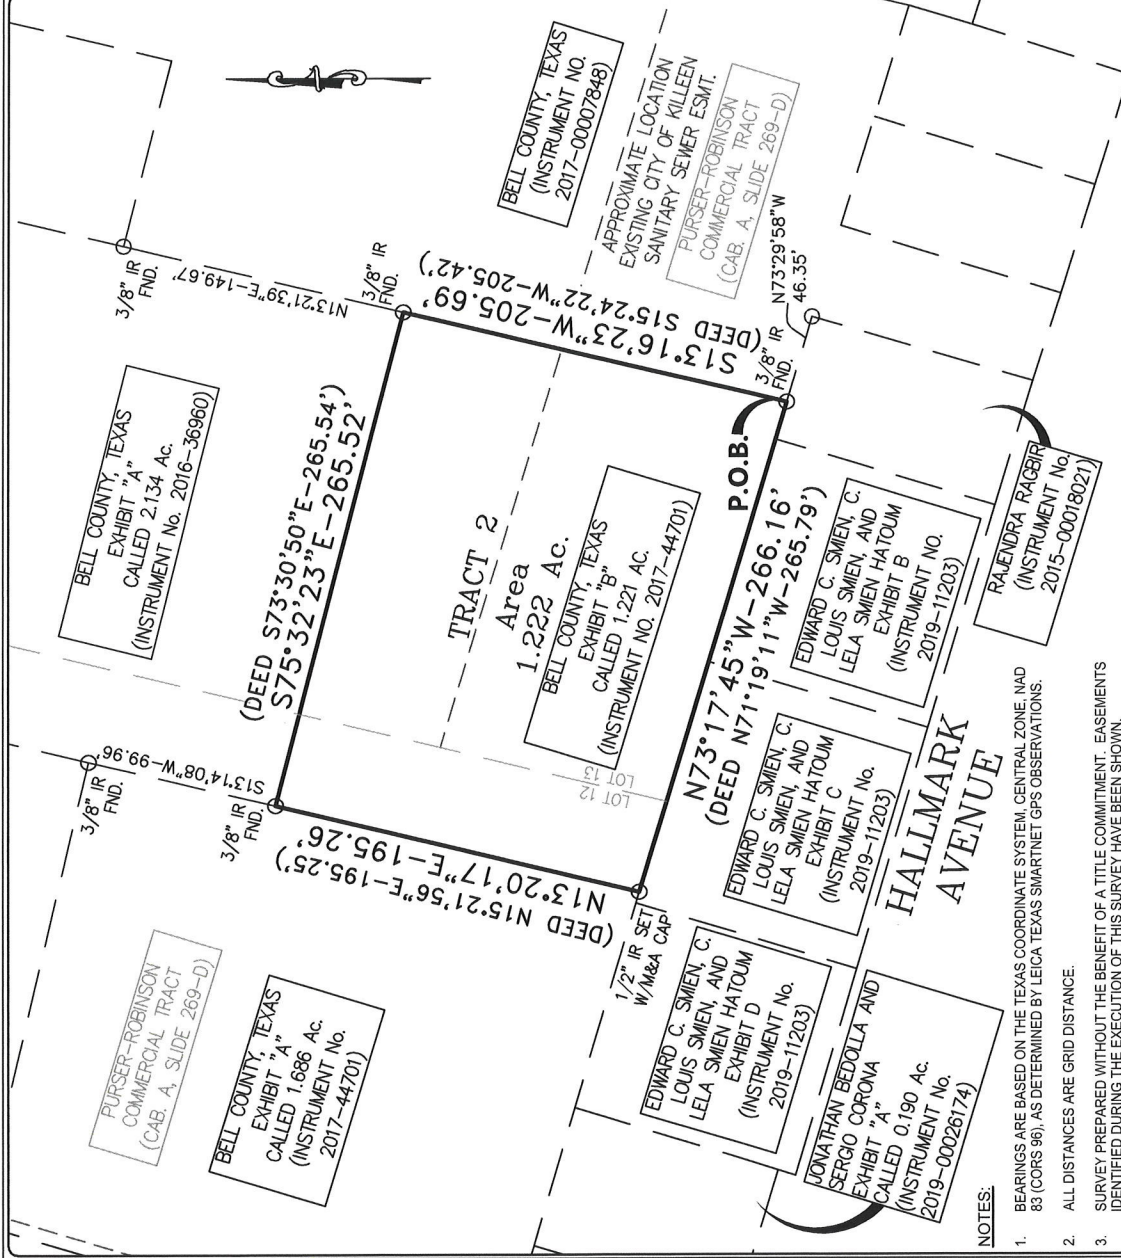 BELL COUNTY, TEXAS
(INSTRUMENT NO.
2017-00007848)
APPROXIMATE LOCATION
EXISTING CITY OF KILLEEN
SANITARY SEWER ESMT.
PURSER-ROBINSON
COMMERCIAL TRACT
(CAB. A, SLIDE 269-D)
3/8" IR
FND.
N13°21'39"E-149.67'
3/8" IR
FND.
BELL COUNTY, TEXAS
EXHIBIT "A"
CALLED 2.134 Ac.
(INSTRUMENT No. 2016-36960)
(DEED S73°30'50"E-265.54')
S75°32'23"E-265.52'
S13°16'23"W-205.69'
(DEED S15°24'22"W-205.42')
N73°29'58"W
46.35'
3/8" IR
FND.
P.O.B.
TRACT 2
Area
1.222 Ac.
BELL COUNTY, TEXAS
EXHIBIT "B"
CALLED 1.221 AC.
(INSTRUMENT NO. 2017-44701)
LOT 13
LOT 12
N73°17'45"W-266.16'
(DEED N71°19'11"W-265.79')
3/8" IR
FND.
S13°14'08"W-99.96'
3/8" IR
FND.
N13°20'17"E-195.26'
(DEED N15°21'56"E-195.25')
1/2" IR SET
W/M&A CAP
PURSER-ROBINSON
COMMERCIAL TRACT
(CAB. A, SLIDE 269-D)
BELL COUNTY, TEXAS
EXHIBIT "A"
CALLED 1.686 Ac.
(INSTRUMENT No.
2017-44701)
EDWARD C. SMIEN, C.
LOUIS SMIEN, AND
LELA SMIEN HATOUM
EXHIBIT B
(INSTRUMENT NO.
2019-11203)
EDWARD C. SMIEN, C.
LOUIS SMIEN, AND
LELA SMIEN HATOUM
EXHIBIT C
(INSTRUMENT No.
2019-11203)
EDWARD C. SMIEN, C.
LOUIS SMIEN, AND
LELA SMIEN HATOUM
EXHIBIT D
(INSTRUMENT No.
2019-11203)
RAJENDRA RAGBIR
(INSTRUMENT No.
2015-00018021)
HALLMARK
AVENUE
JONATHAN BEDOLLA AND
SERGIO CORONA
EXHIBIT "A"
CALLED 0.190 Ac.
(INSTRUMENT No.
2019-00026174)
NOTES:
1. BEARINGS ARE BASED ON THE TEXAS COORDINATE SYSTEM, CENTRAL ZONE, NAD
83 (CORS 96), AS DETERMINED BY LEICA TEXAS SMARTNET GPS OBSERVATIONS.
2. ALL DISTANCES ARE GRID DISTANCE.
3. SURVEY PREPARED WITHOUT THE BENEFIT OF A TITLE COMMITMENT. EASEMENTS
IDENTIFIED DURING THE EXECUTION OF THIS SURVEY HAVE BEEN SHOWN.